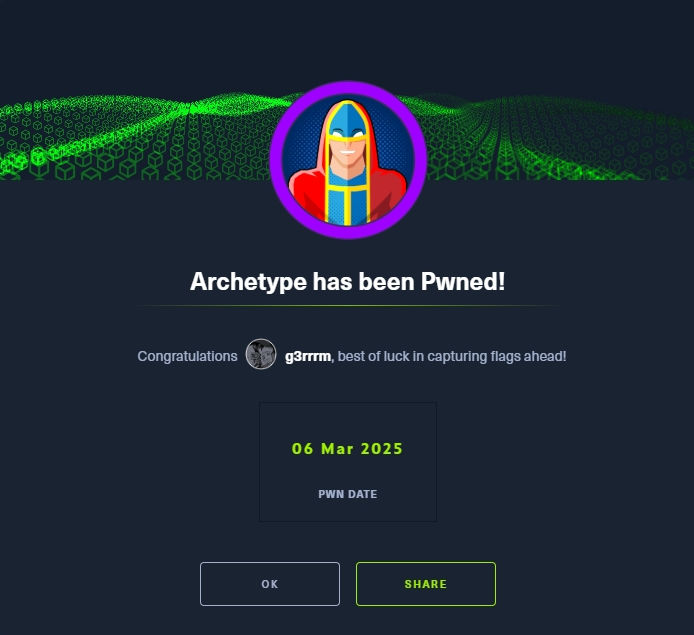 Archetype has been Pwned!
Congratulations g3rrrm, best of luck in capturing flags ahead!
06 Mar 2025
PWN DATE
OK SHARE